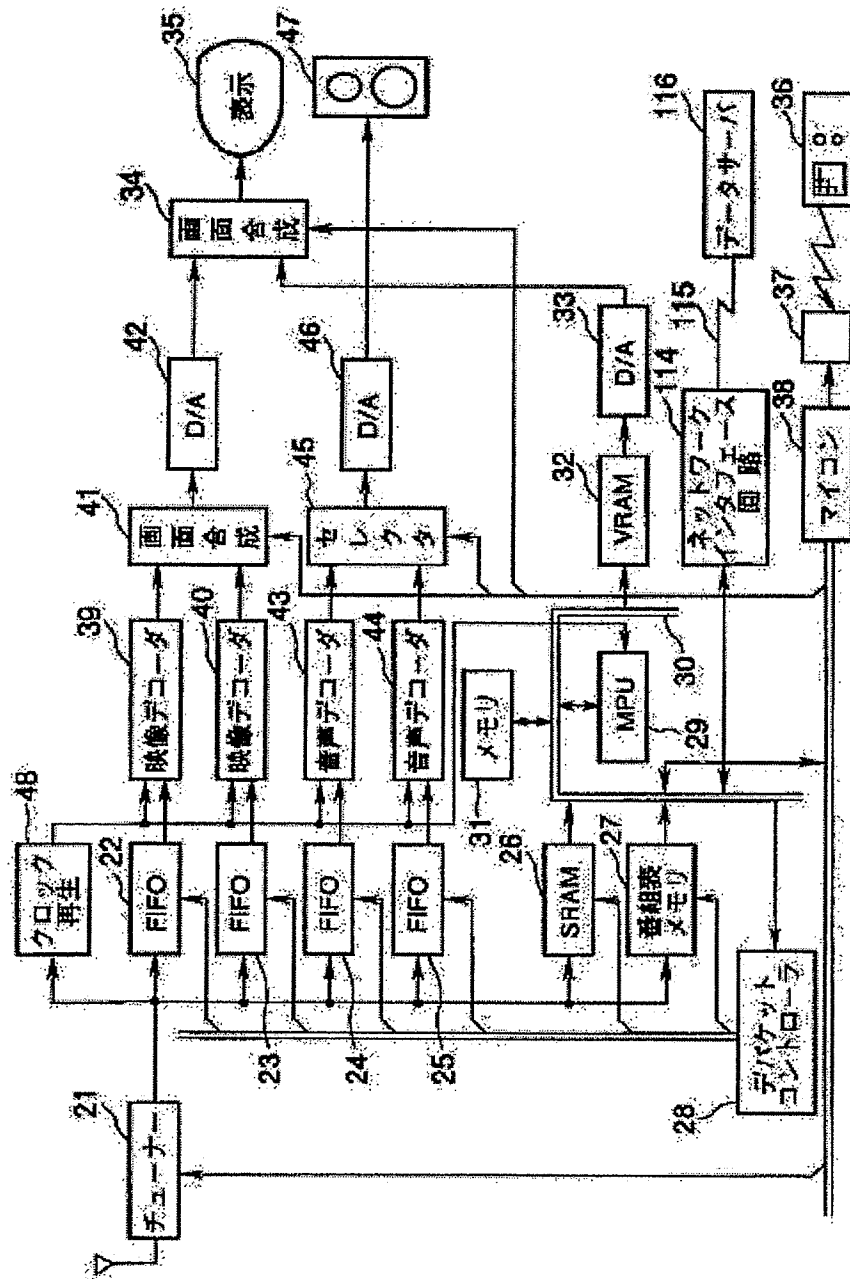 48
クロック
再生
21
チューナー
22
FIFO
39
映像デコーダ
41
画面
合成
42
D/A
34
画面
合成
35
表示
23
FIFO
40
映像デコーダ
24
FIFO
43
音声デコーダ
45
セレクタ
46
D/A
47
25
FIFO
44
音声デコーダ
26
SRAM
31
メモリ
27
番組表
メモリ
29
MPU
30
32
VRAM
33
D/A
28
デパケット
コントローラ
114
ネットワーク
インタフェース
回路
115
116
データサーバ
38
マイコン
37
36